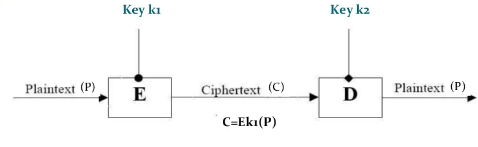 Key k1 Key k2
Plaintext (P) E Ciphertext (C) D Plaintext (P)
C=Ek1(P)